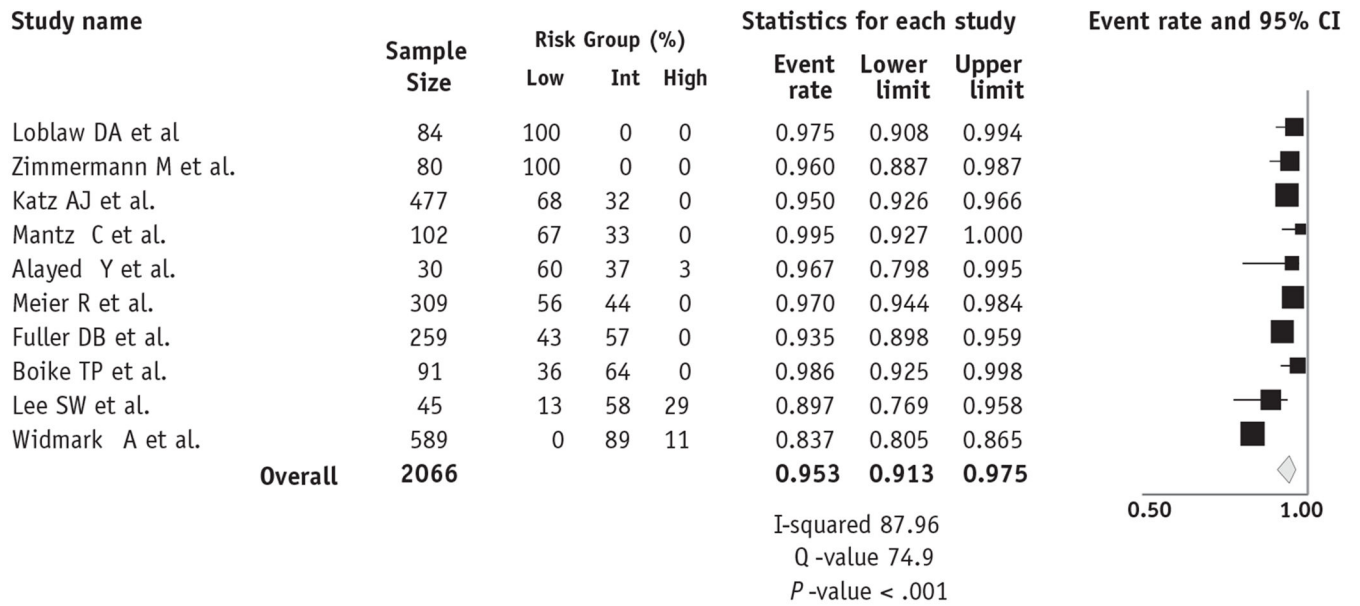 Study name Sample Size Risk Group (%) Statistics for each study Event rate and 95% CI
Low Int High Event rate Lower limit Upper limit
Loblaw DA et al 84 100 0 0 0.975 0.908 0.994
Zimmermann M et al. 80 100 0 0 0.960 0.887 0.987
Katz AJ et al. 477 68 32 0 0.950 0.926 0.966
Mantz C et al. 102 67 33 0 0.995 0.927 1.000
Alayed Y et al. 30 60 37 3 0.967 0.798 0.995
Meier R et al. 309 56 44 0 0.970 0.944 0.984
Fuller DB et al. 259 43 57 0 0.935 0.898 0.959
Boike TP et al. 91 36 64 0 0.986 0.925 0.998
Lee SW et al. 45 13 58 29 0.897 0.769 0.958
Widmark A et al. 589 0 89 11 0.837 0.805 0.865
Overall 2066 0.953 0.913 0.975
0.50 1.00
I-squared 87.96
Q -value 74.9
P -value < .001